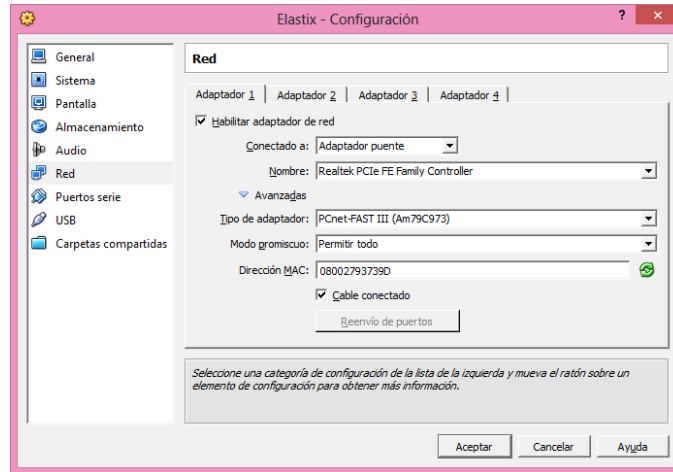 Elastix - Configuración
?
×
General
Sistema
Pantalla
Almacenamiento
Audio
Red
Puertos serie
USB
Carpetas compartidas
Red
Adaptador 1 Adaptador 2 Adaptador 3 Adaptador 4
Habilitar adaptador de red
Conectado a: Adaptador puente
Nombre: Realtek PCIe FE Family Controller
Avanzadas
Tipo de adaptador: PCnet-FAST III (Am79C973)
Modo promiscuo: Permitir todo
Dirección MAC: 08002793739D
Cable conectado
Reenvío de puertos
Seleccione una categoría de configuración de la lista de la izquierda y mueva el ratón sobre un
elemento de configuración para obtener más información.
Aceptar Cancelar Ayuda